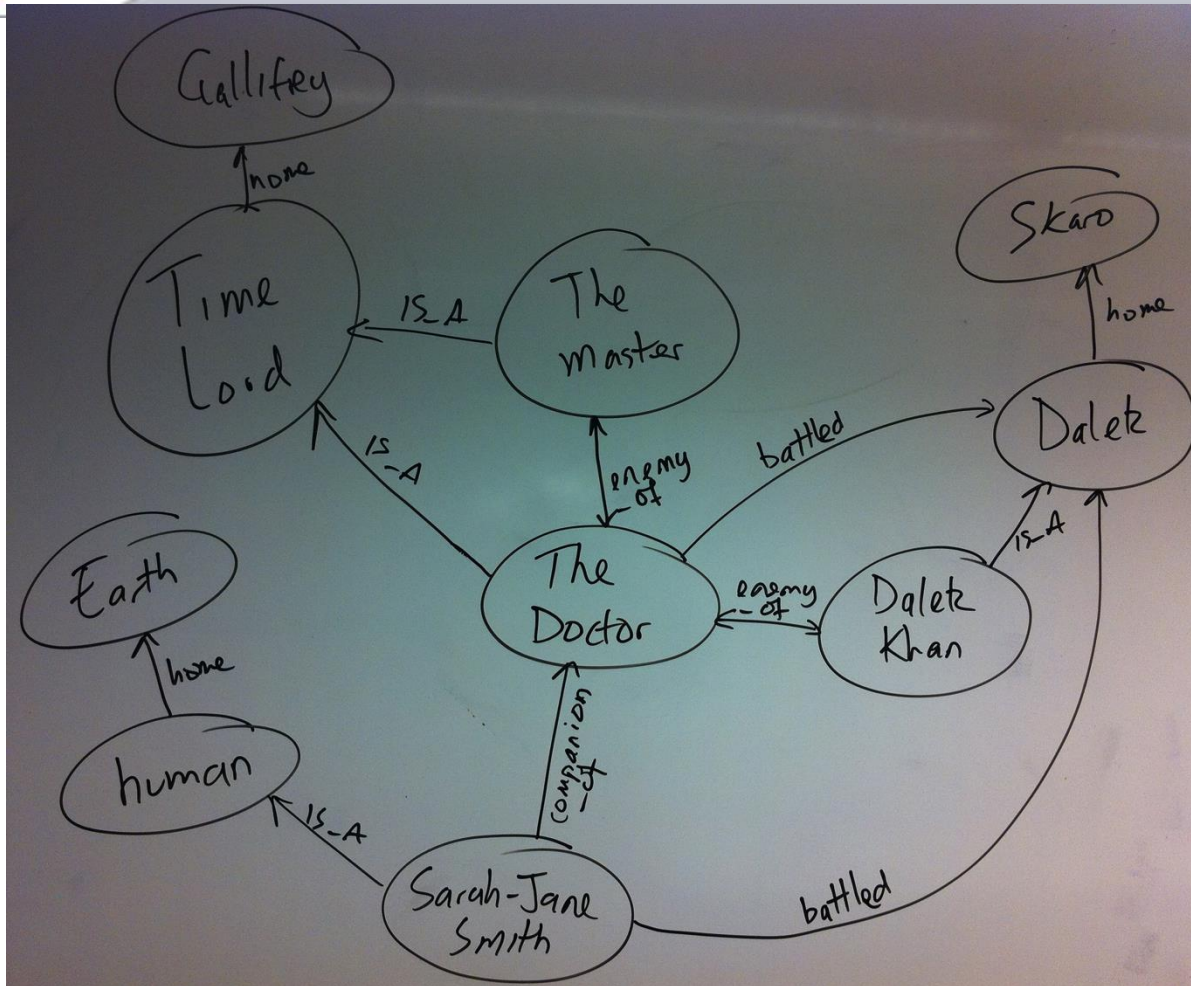 Gallifrey
home
Time
Lord
IS_A
The
master
Skaro
home
Dalek
battled
enemy
_of
IS_A
The
Doctor
enemy
_of
Dalek
Khan
IS_A
Earth
home
human
IS_A
companion
_of
Sarah-Jane
Smith
battled